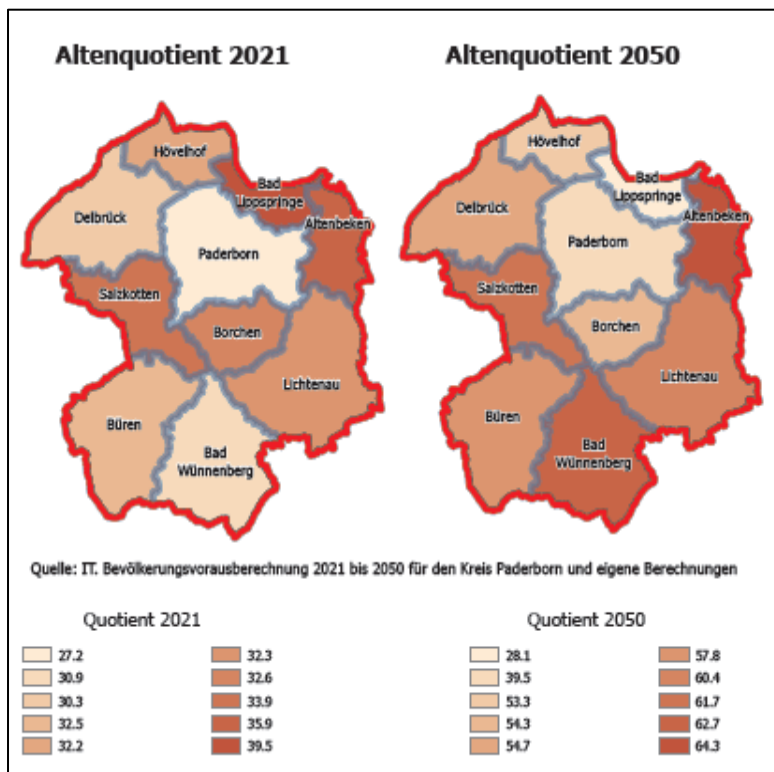 Altenquotient 2021
Altenquotient 2050
Hövelhof
Delbrück
Bad
Lippspringe
Altenbeken
Paderborn
Salzkotten
Borchen
Lichtenau
Büren
Bad
Wünnenberg
Hövelhof
Bad
Lippspringe
Delbrück
Altenbeken
Paderborn
Salzkotten
Borchen
Lichtenau
Büren
Bad
Wünnenberg
Quelle: IT. Bevölkerungsvorausberechnung 2021 bis 2050 für den Kreis Paderborn und eigene Berechnungen
Quotient 2021
27.2
30.9
30.3
32.5
32.2
32.3
32.6
33.9
35.9
39.5
Quotient 2050
28.1
39.5
53.3
54.3
54.7
57.8
60.4
61.7
62.7
64.3